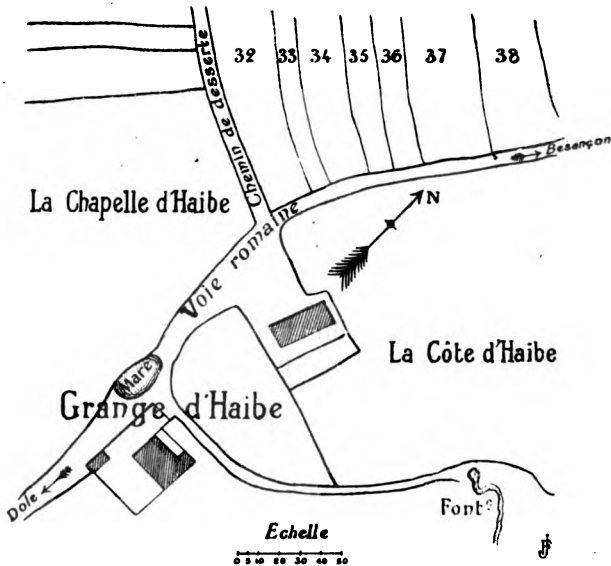 Chemin de desserte
32 33 34 35 36 37 38
Besançon
La Chapelle d'Haibe
N
Voie romaine
La Côte d'Haibe
Mare
Grange d'Haibe
Dole
Font.e
Echelle
0 5 10 20 30 40 50